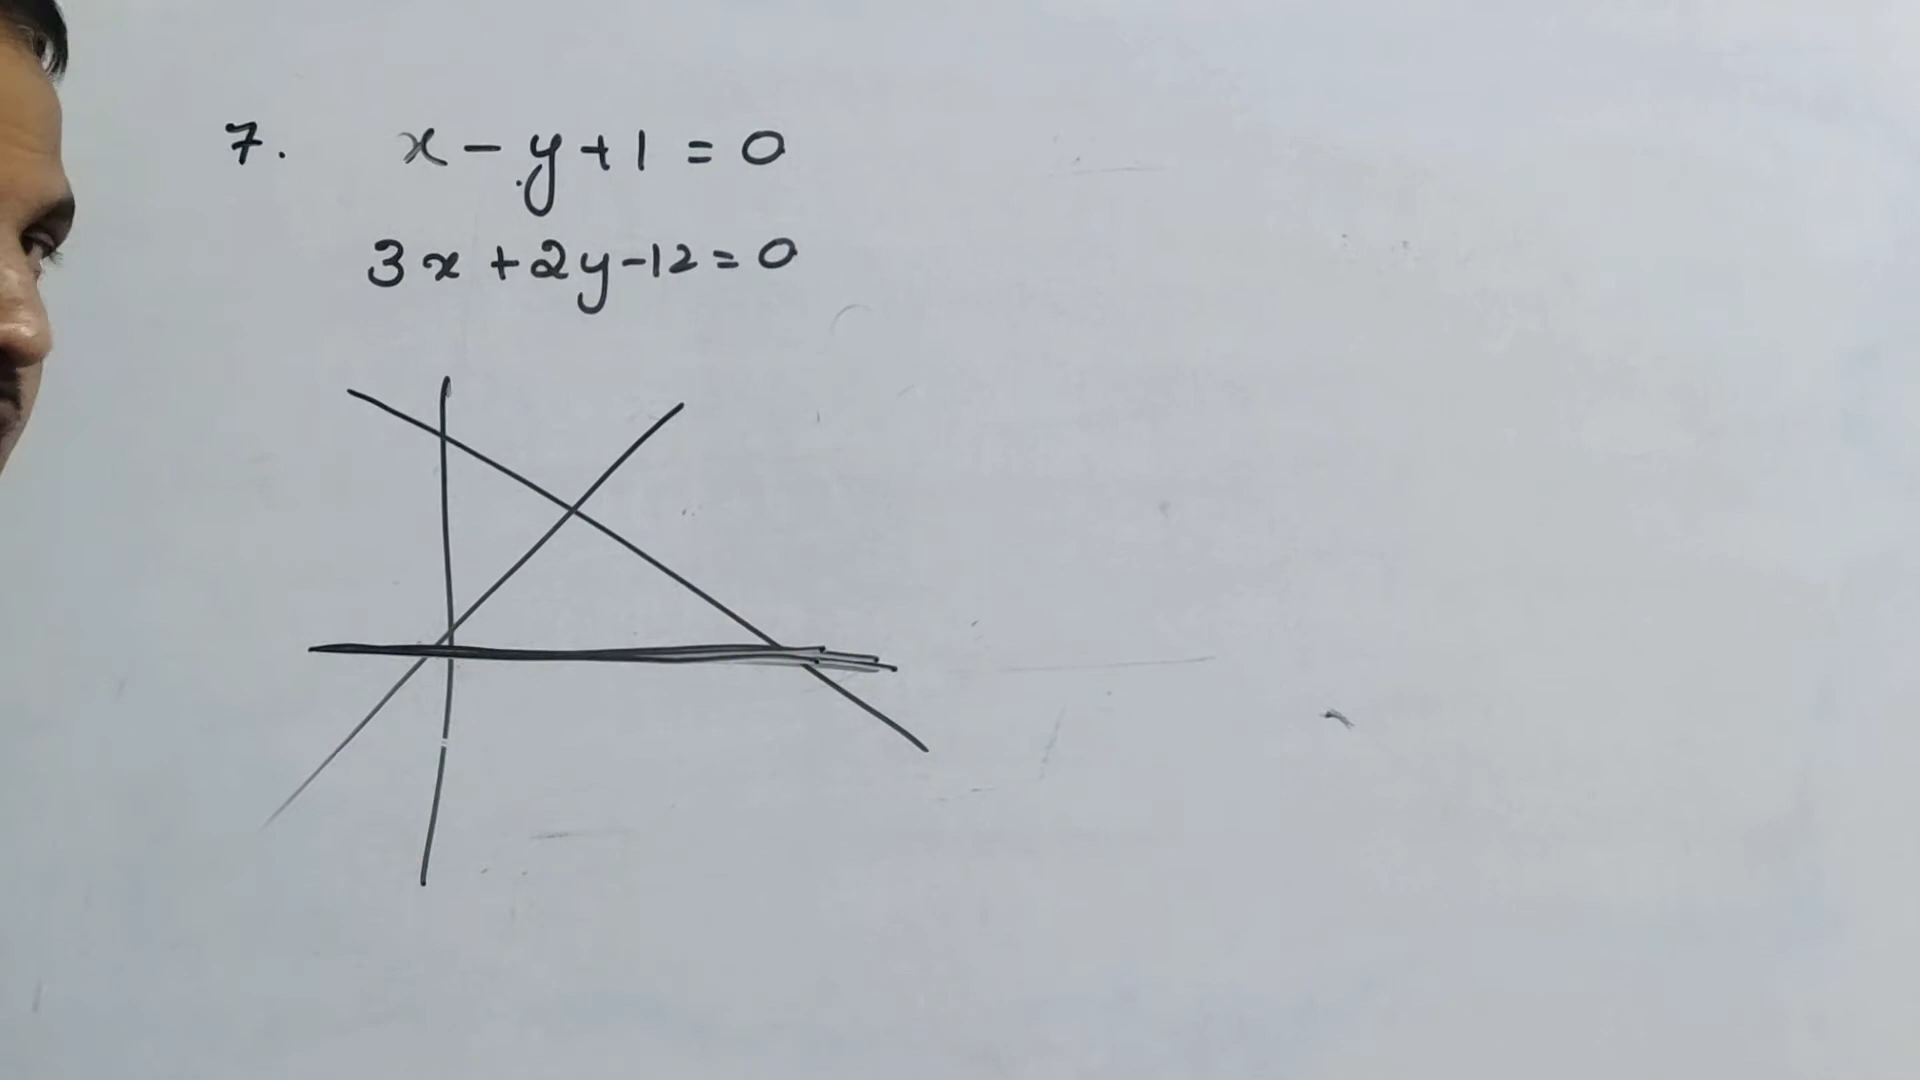 7. x - y + 1 = 0
3x + 2y - 12 = 0